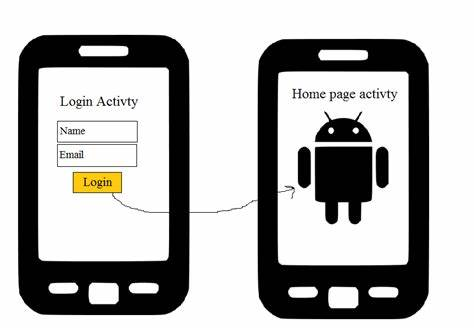 Login Activty
Name
Email
Login
Home page activty